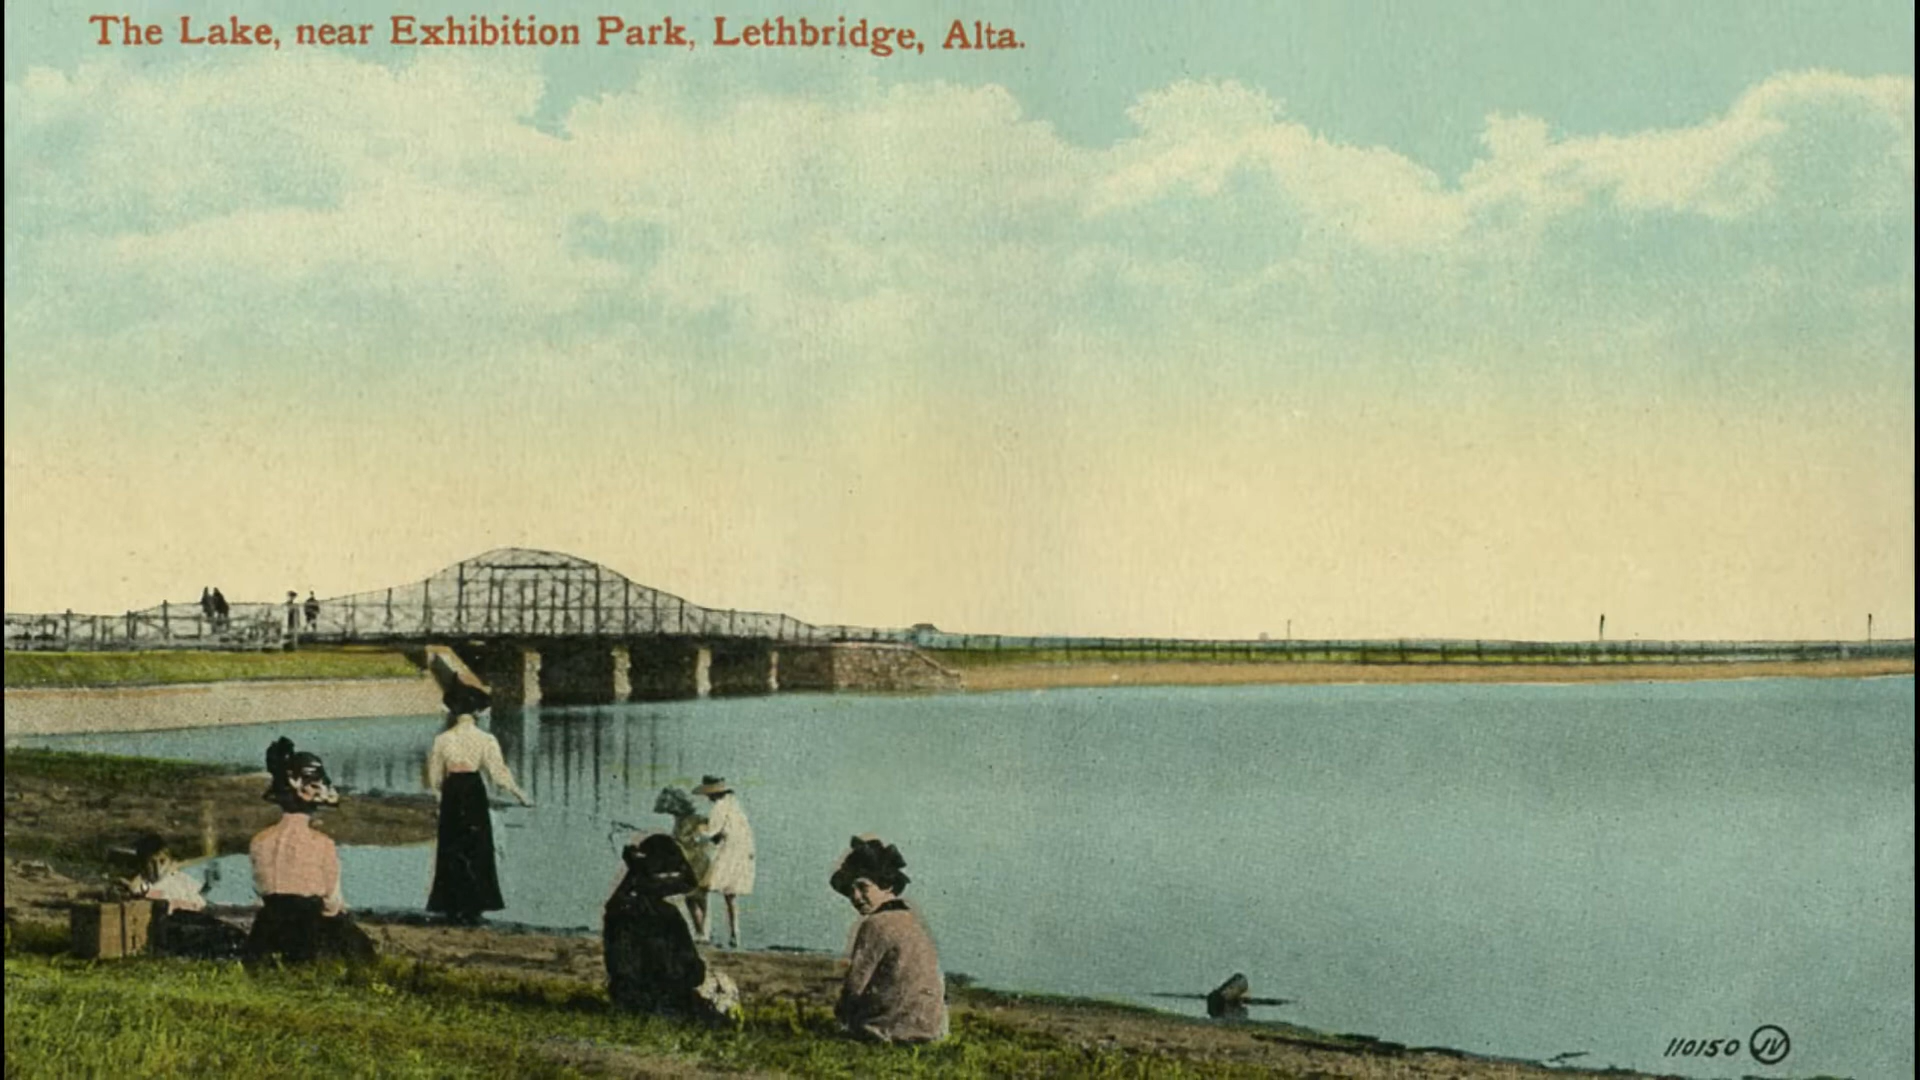 The Lake, near Exhibition Park, Lethbridge, Alta.
110150 JV